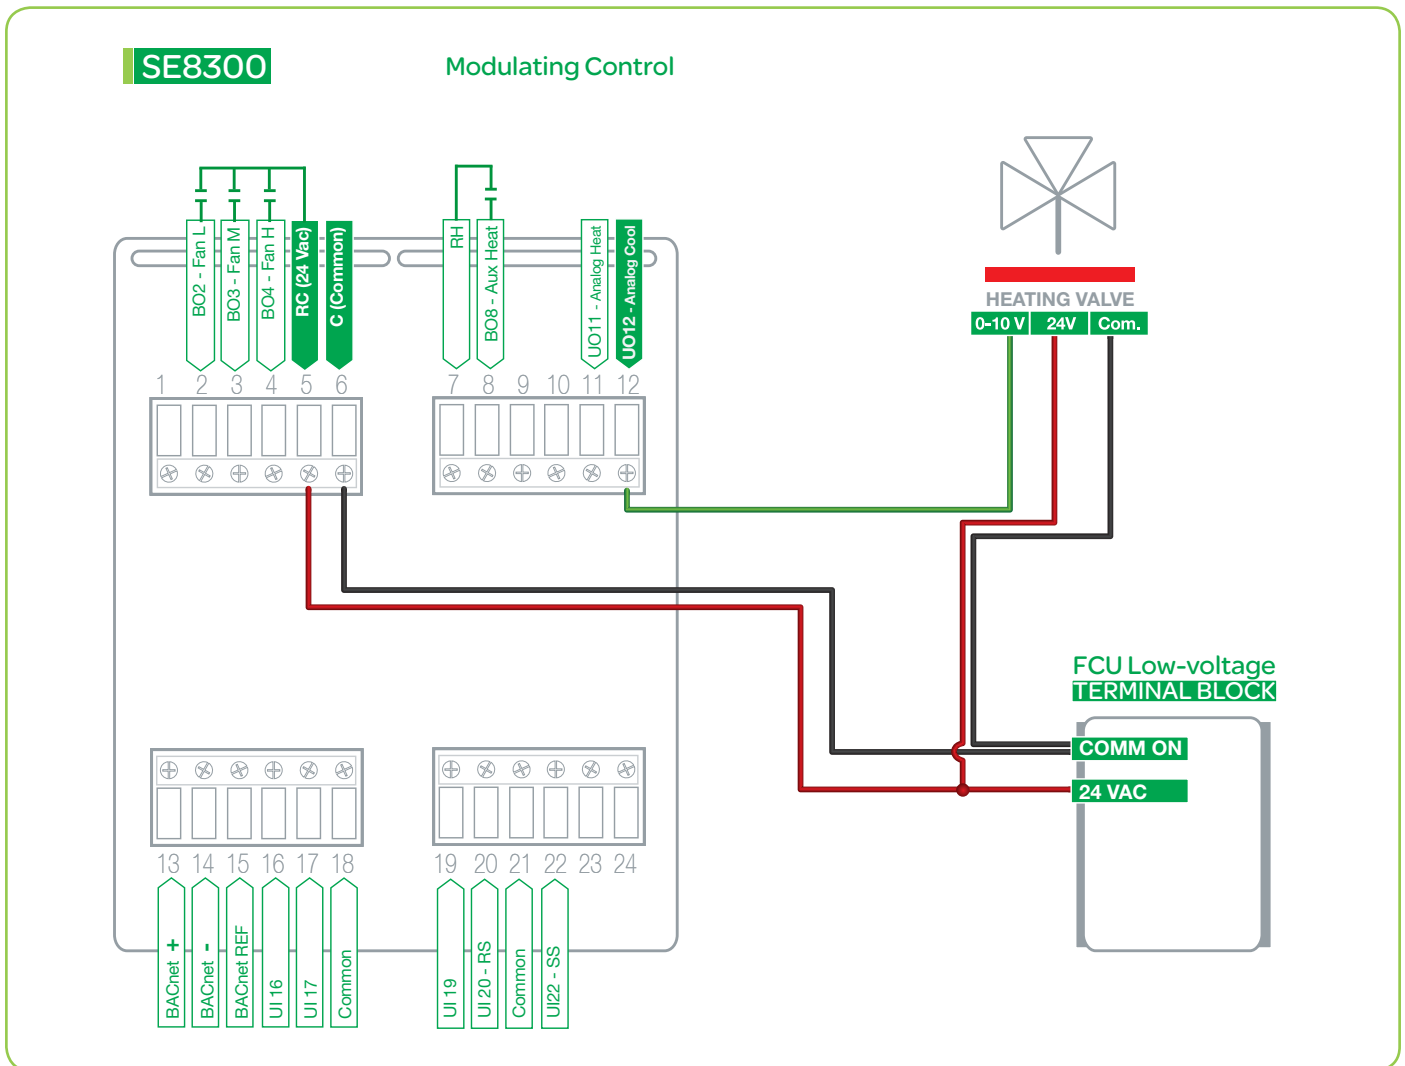 SE8300
Modulating Control
BO2 - Fan L
BO3 - Fan M
BO4 - Fan H
RC (24 Vac)
C (Common)
RH
BO8 - Aux Heat
UO11 - Analog Heat
UO12 - Analog Cool
1 2 3 4 5 6
7 8 9 10 11 12
HEATING VALVE
0-10 V 24V Com.
FCU Low-voltage
TERMINAL BLOCK
COMM ON
24 VAC
13 14 15 16 17 18
19 20 21 22 23 24
BACnet +
BACnet -
BACnet REF
UI 16
UI 17
Common
UI 19
UI 20 - RS
Common
UI22 - SS